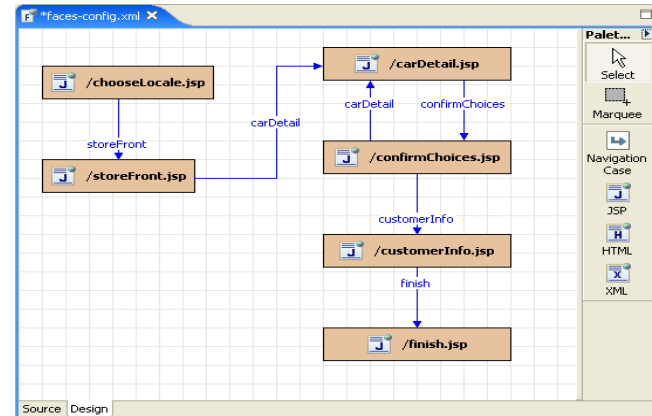 *faces-config.xml
Palet...
Select
Marquee
Navigation
Case
JSP
HTML
XML
/chooseLocale.jsp
storeFront
/storeFront.jsp
carDetail
/carDetail.jsp
carDetail
confirmChoices
/confirmChoices.jsp
customerInfo
/customerInfo.jsp
finish
/finish.jsp
Source
Design